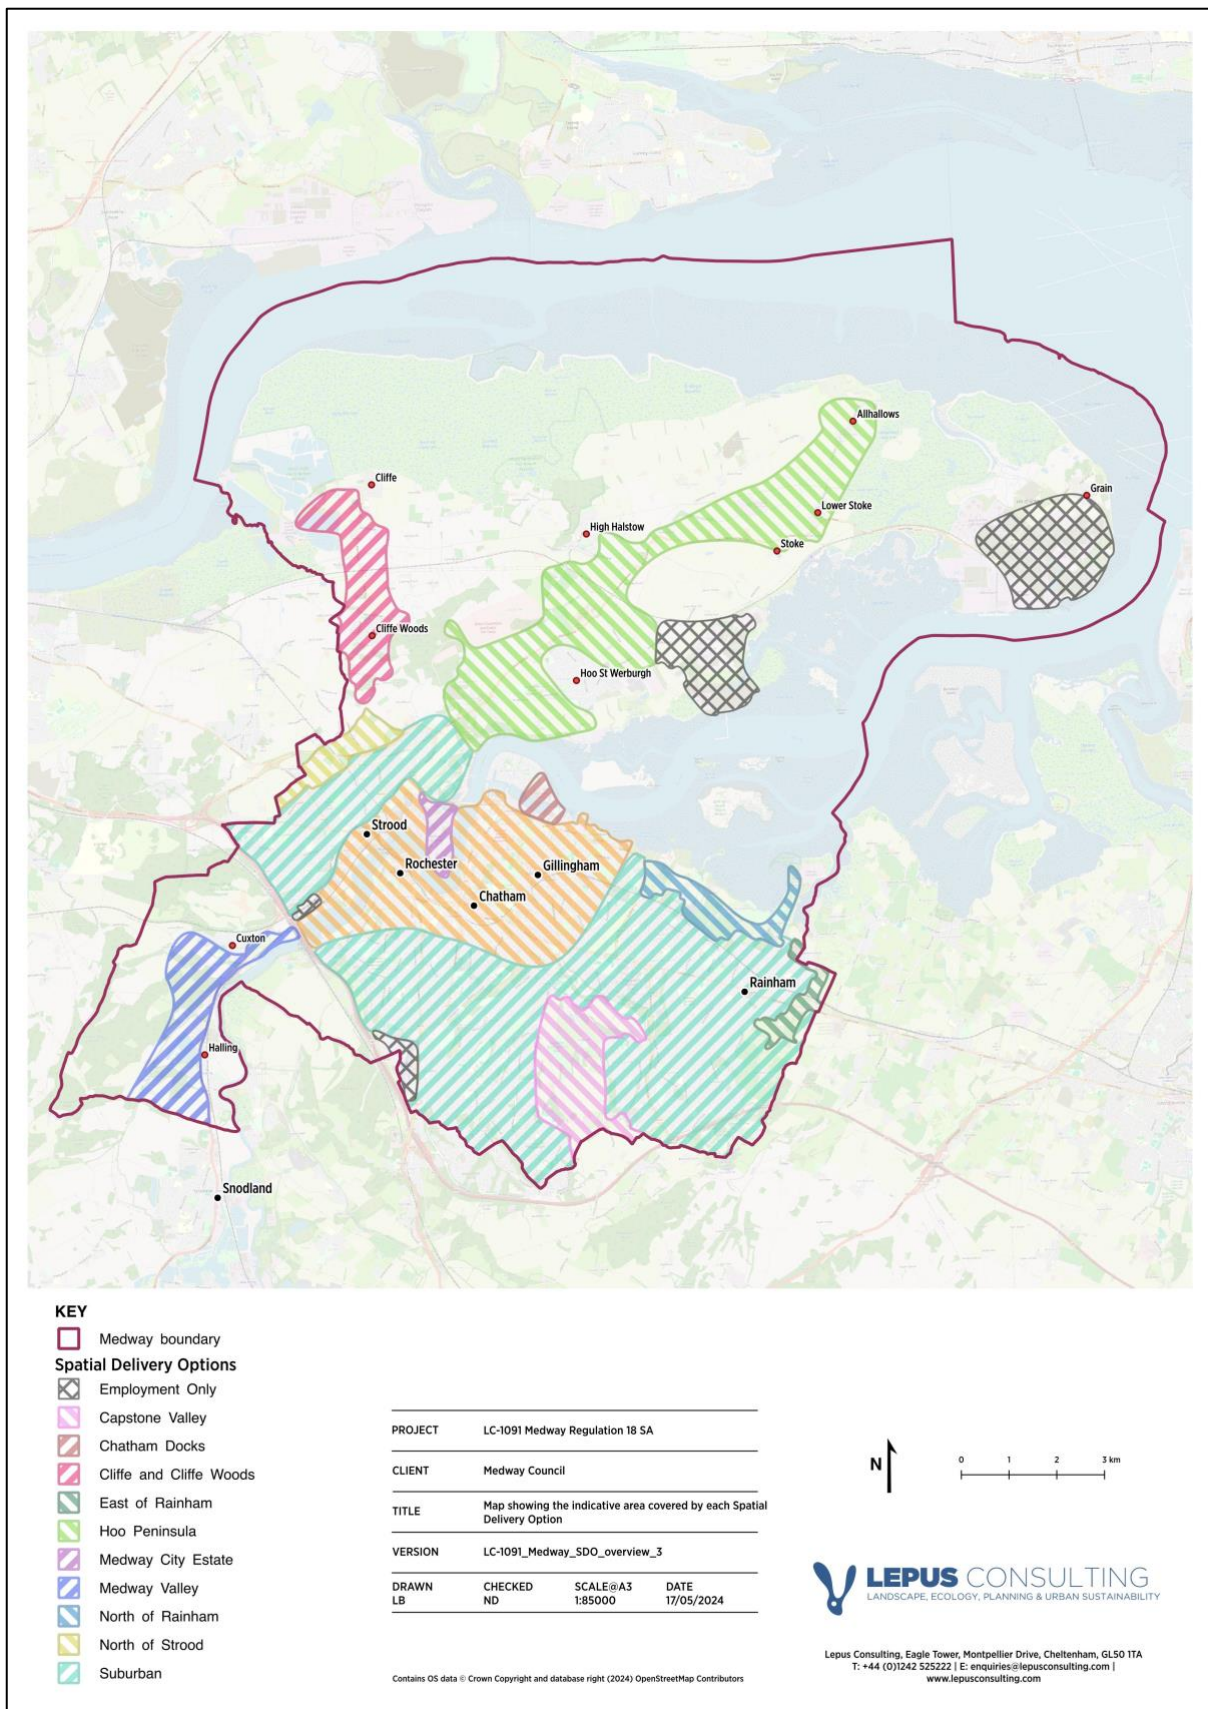 Allhallows
Cliffe
Grain
Lower Stoke
High Halstow
Stoke
Cliffe Woods
Hoo St Werburgh
Strood
Rochester
Gillingham
Chatham
Cuxton
Rainham
Halling
Snodland
KEY
Medway boundary
Spatial Delivery Options
Employment Only
Capstone Valley
Chatham Docks
Cliffe and Cliffe Woods
East of Rainham
Hoo Peninsula
Medway City Estate
Medway Valley
North of Rainham
North of Strood
Suburban
PROJECT LC-1091 Medway Regulation 18 SA
CLIENT Medway Council
TITLE Map showing the indicative area covered by each Spatial
Delivery Option
VERSION LC-1091_Medway_SDO_overview_3
DRAWN CHECKED SCALE@A3 DATE
LB ND 1:85000 17/05/2024
Contains OS data © Crown Copyright and database right (2024) OpenStreetMap Contributors
N
0 1 2 3 km
LEPUS CONSULTING
LANDSCAPE, ECOLOGY, PLANNING & URBAN SUSTAINABILITY
Lepus Consulting, Eagle Tower, Montpellier Drive, Cheltenham, GL50 1TA
T: +44 (0)1242 525222 | E: enquiries@lepusconsulting.com |
www.lepusconsulting.com